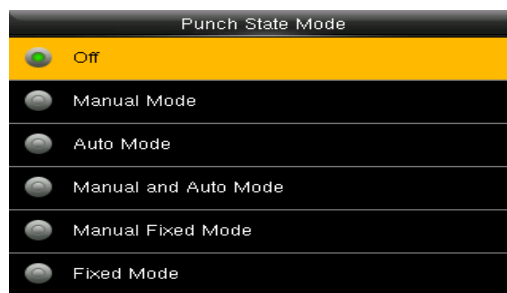 Punch State Mode
Off
Manual Mode
Auto Mode
Manual and Auto Mode
Manual Fixed Mode
Fixed Mode